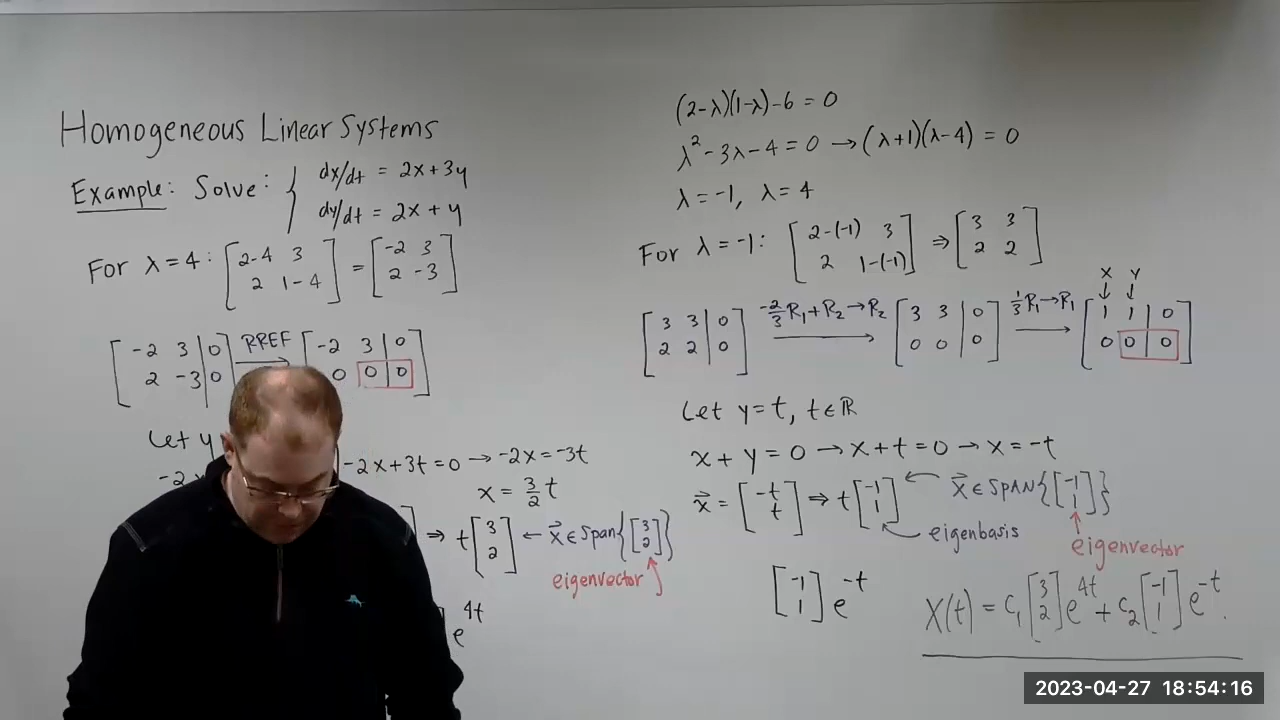 Homogeneous Linear Systems
Example: Solve: { dx/dt = 2x+3y
dy/dt = 2x + y
For λ=4: [2-4 3; 2 1-4] = [-2 3; 2 -3]
[-2 3 | 0; 2 -3 | 0] RREF → [-2 3 | 0; 0 0 | 0]
Let y
-2x
-2x+3t=0 → -2x=-3t
x = 3/2 t
⇒ t[3; 2] ← x⃗ ∈ Span{[3; 2]}
eigenvector
] e^4t
(2-λ)(1-λ)-6 = 0
λ²-3λ-4=0 → (λ+1)(λ-4) = 0
λ=-1, λ=4
For λ=-1: [2-(-1) 3; 2 1-(-1)] ⇒ [3 3; 2 2]
x y
↓ ↓
[3 3 | 0; 2 2 | 0] -2/3 R₁+R₂→R₂ → [3 3 | 0; 0 0 | 0] 1/3 R₁→R₁ → [1 1 | 0; 0 0 | 0]
Let y=t, t∈ℝ
x + y = 0 → x+t=0 → x=-t
x⃗ = [-t; t] ⇒ t[-1; 1] ← x⃗ ∈ SPAN{[-1; 1]}
eigenbasis
eigenvector
[-1; 1] e^-t
X(t) = c₁[3; 2]e^4t + c₂[-1; 1]e^-t.
2023-04-27 18:54:16